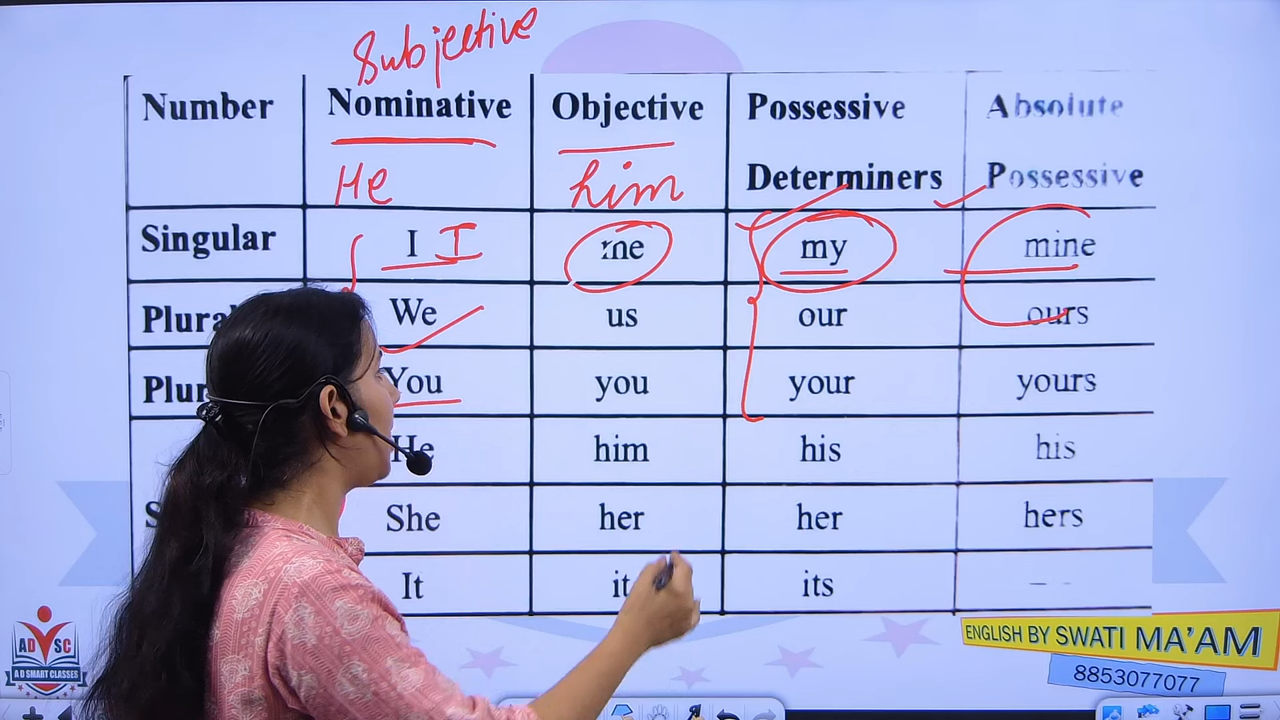 Subjective
Number Nominative Objective Possessive Absolute
He him Determiners Possessive
Singular I I me my mine
Plural We us our ours
Plur You you your yours
He him his his
S She her her hers
It it its --
AD SC
A D SMART CLASSES
ENGLISH BY SWATI MA'AM
8853077077